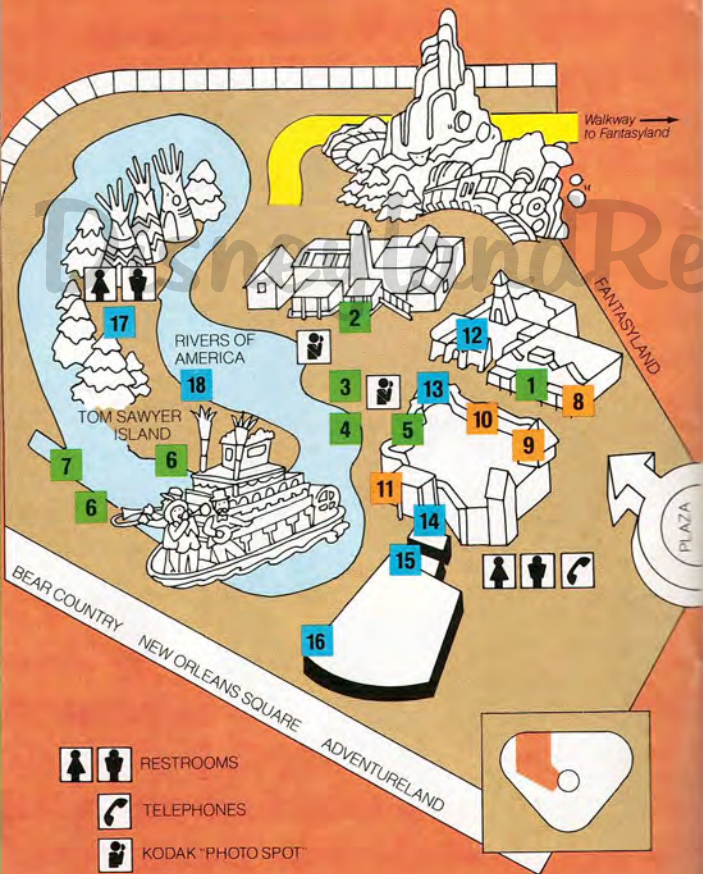 Walkway
to Fantasyland
DisneylandRe
FANTASYLAND
2
12
17
RIVERS OF
AMERICA
18
3
13
1
8
10
TOM SAWYER
ISLAND
4
5
9
7
6
11
6
14
PLAZA
15
16
BEAR COUNTRY NEW ORLEANS SQUARE ADVENTURELAND
RESTROOMS
TELEPHONES
KODAK "PHOTO SPOT"